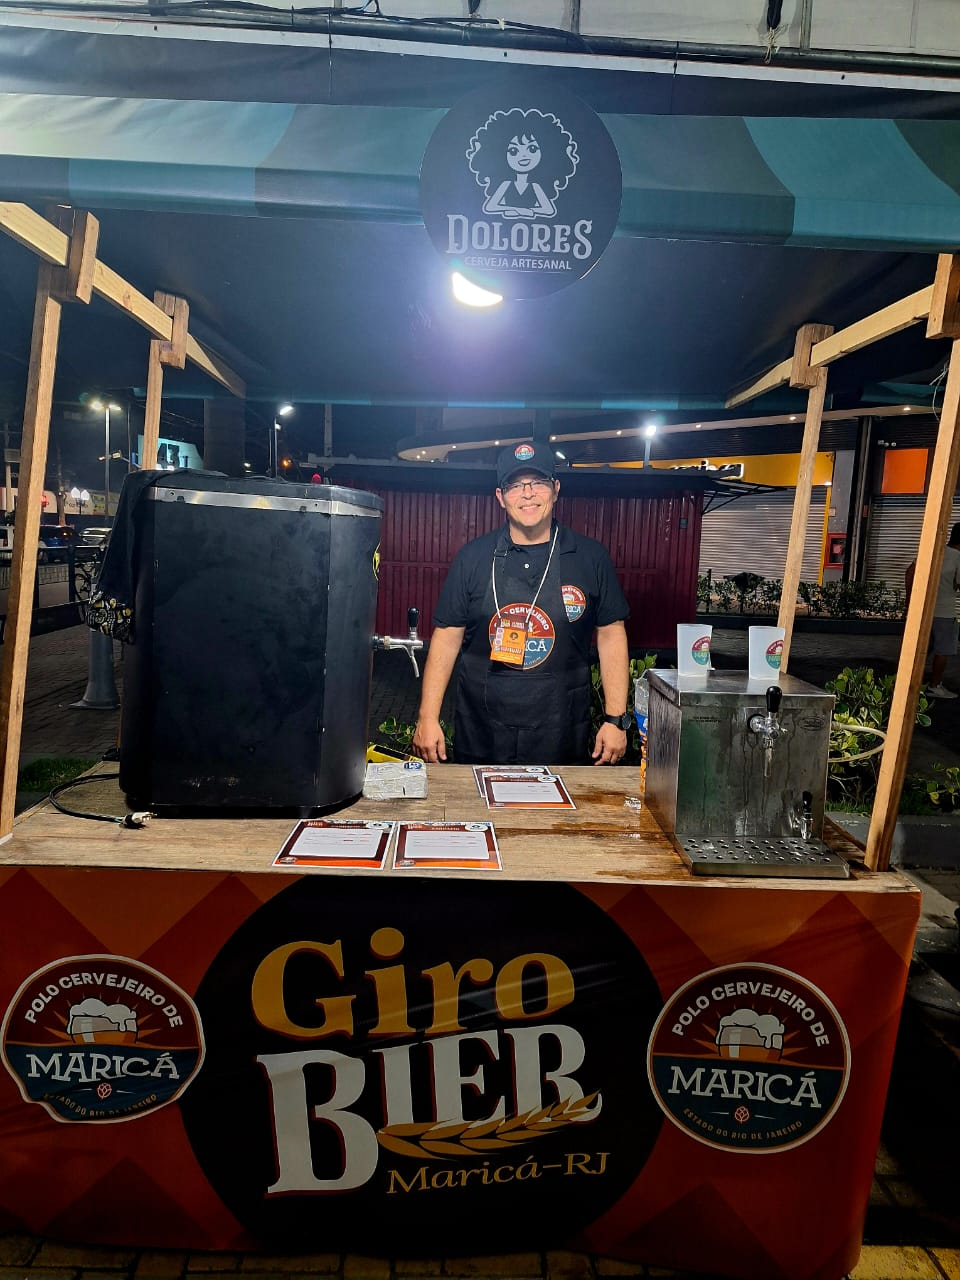 DOLORES
CERVEJA ARTESANAL
MARICÁ
POLO CERVEJEIRO DE
MARICÁ
ESTADO DO RIO DE JANEIRO
Giro
BIER
Maricá-RJ
POLO CERVEJEIRO DE
MARICÁ
ESTADO DO RIO DE JANEIRO